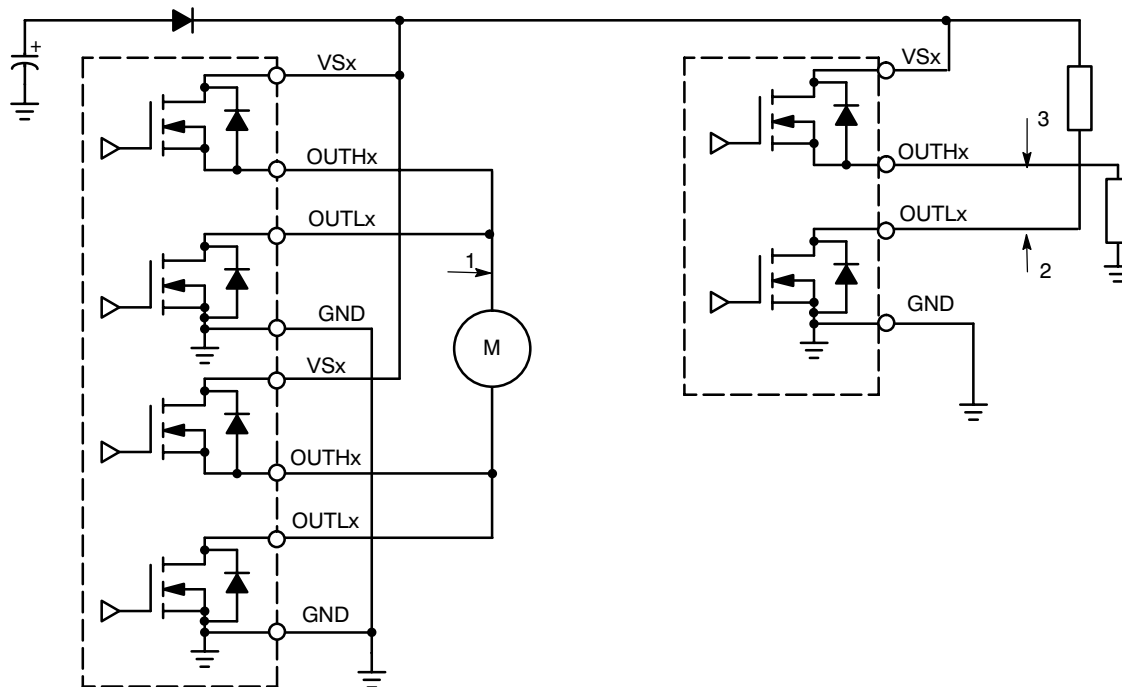 +
VSx
OUTHx
OUTLx
1
GND
M
VSx
OUTHx
OUTLx
GND
VSx
3
OUTHx
OUTLx
2
GND